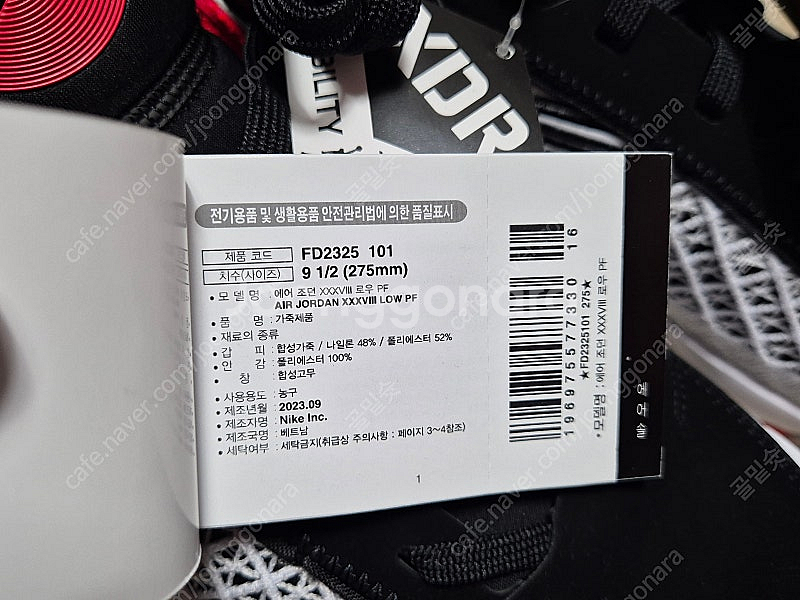 XDR
BILITY
전기용품 및 생활용품 안전관리법에 의한 품질표시
제품 코드 FD2325 101
치수(사이즈) 9 1/2 (275mm)
• 모 델 명 : 에어 조던 XXXVIII 로우 PF
AIR JORDAN XXXVIII LOW PF
• 품 명 : 가죽제품
• 재료의 종류
• 갑 피 : 합성가죽 / 나일론 48% / 폴리에스터 52%
• 안 감 : 폴리에스터 100%
• 창 : 합성고무
• 사용용도 : 농구
• 제조년월 : 2023.09
• 제조자명 : Nike Inc.
• 제조국명 : 베트남
• 세탁여부 : 세탁금지(취급상 주의사항 : 페이지 3~4참조)
1
196975577330 16
★FD2325101 275★
• 모델명 : 에어 조던 XXXVIII 로우 PF
joonggonara
cafe.naver.com/joonggonara
골밑슛